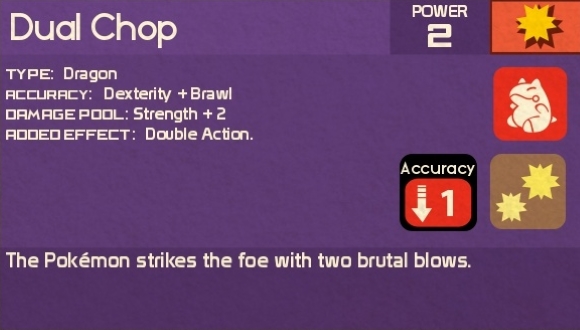 Dual Chop
POWER
2
TYPE: Dragon
ACCURACY: Dexterity + Brawl
DAMAGE POOL: Strength + 2
ADDED EFFECT: Double Action.
Accuracy
1
The Pokémon strikes the foe with two brutal blows.